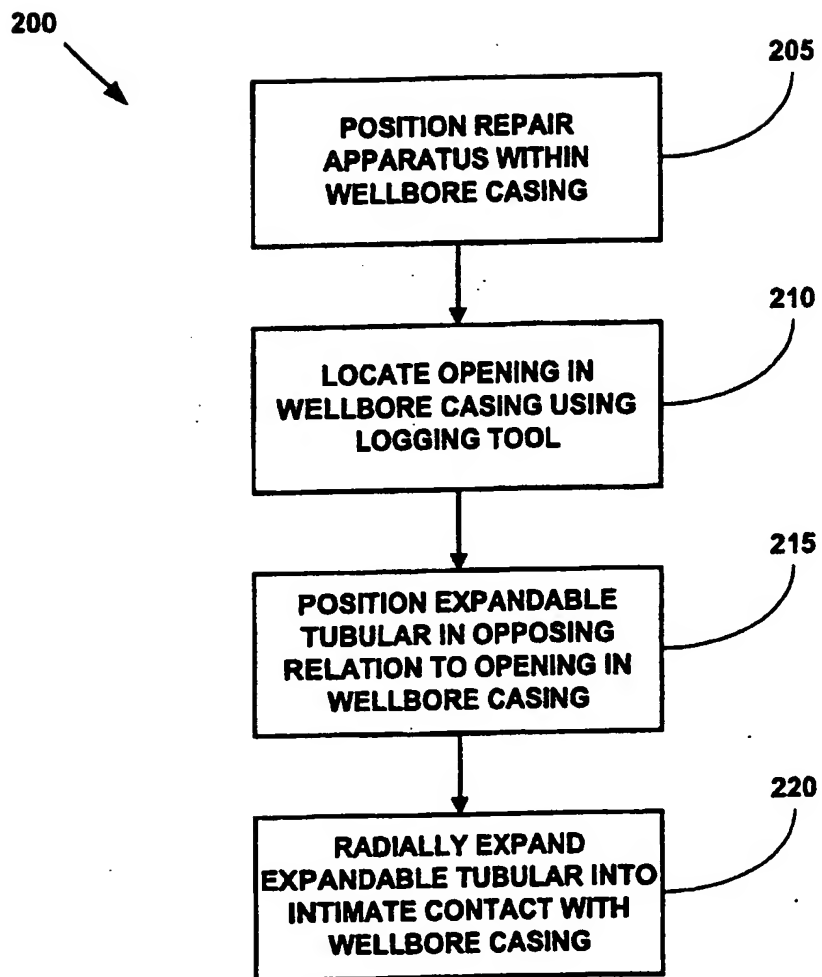 200
205
POSITION REPAIR
APPARATUS WITHIN
WELLBORE CASING
210
LOCATE OPENING IN
WELLBORE CASING USING
LOGGING TOOL
215
POSITION EXPANDABLE
TUBULAR IN OPPOSING
RELATION TO OPENING IN
WELLBORE CASING
220
RADIALLY EXPAND
EXPANDABLE TUBULAR INTO
INTIMATE CONTACT WITH
WELLBORE CASING